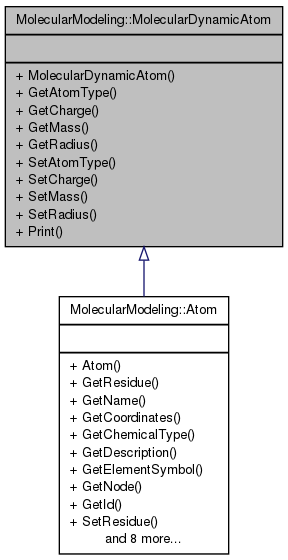 MolecularModeling::MolecularDynamicAtom
+ MolecularDynamicAtom()
+ GetAtomType()
+ GetCharge()
+ GetMass()
+ GetRadius()
+ SetAtomType()
+ SetCharge()
+ SetMass()
+ SetRadius()
+ Print()
MolecularModeling::Atom
+ Atom()
+ GetResidue()
+ GetName()
+ GetCoordinates()
+ GetChemicalType()
+ GetDescription()
+ GetElementSymbol()
+ GetNode()
+ GetId()
+ SetResidue()
and 8 more...